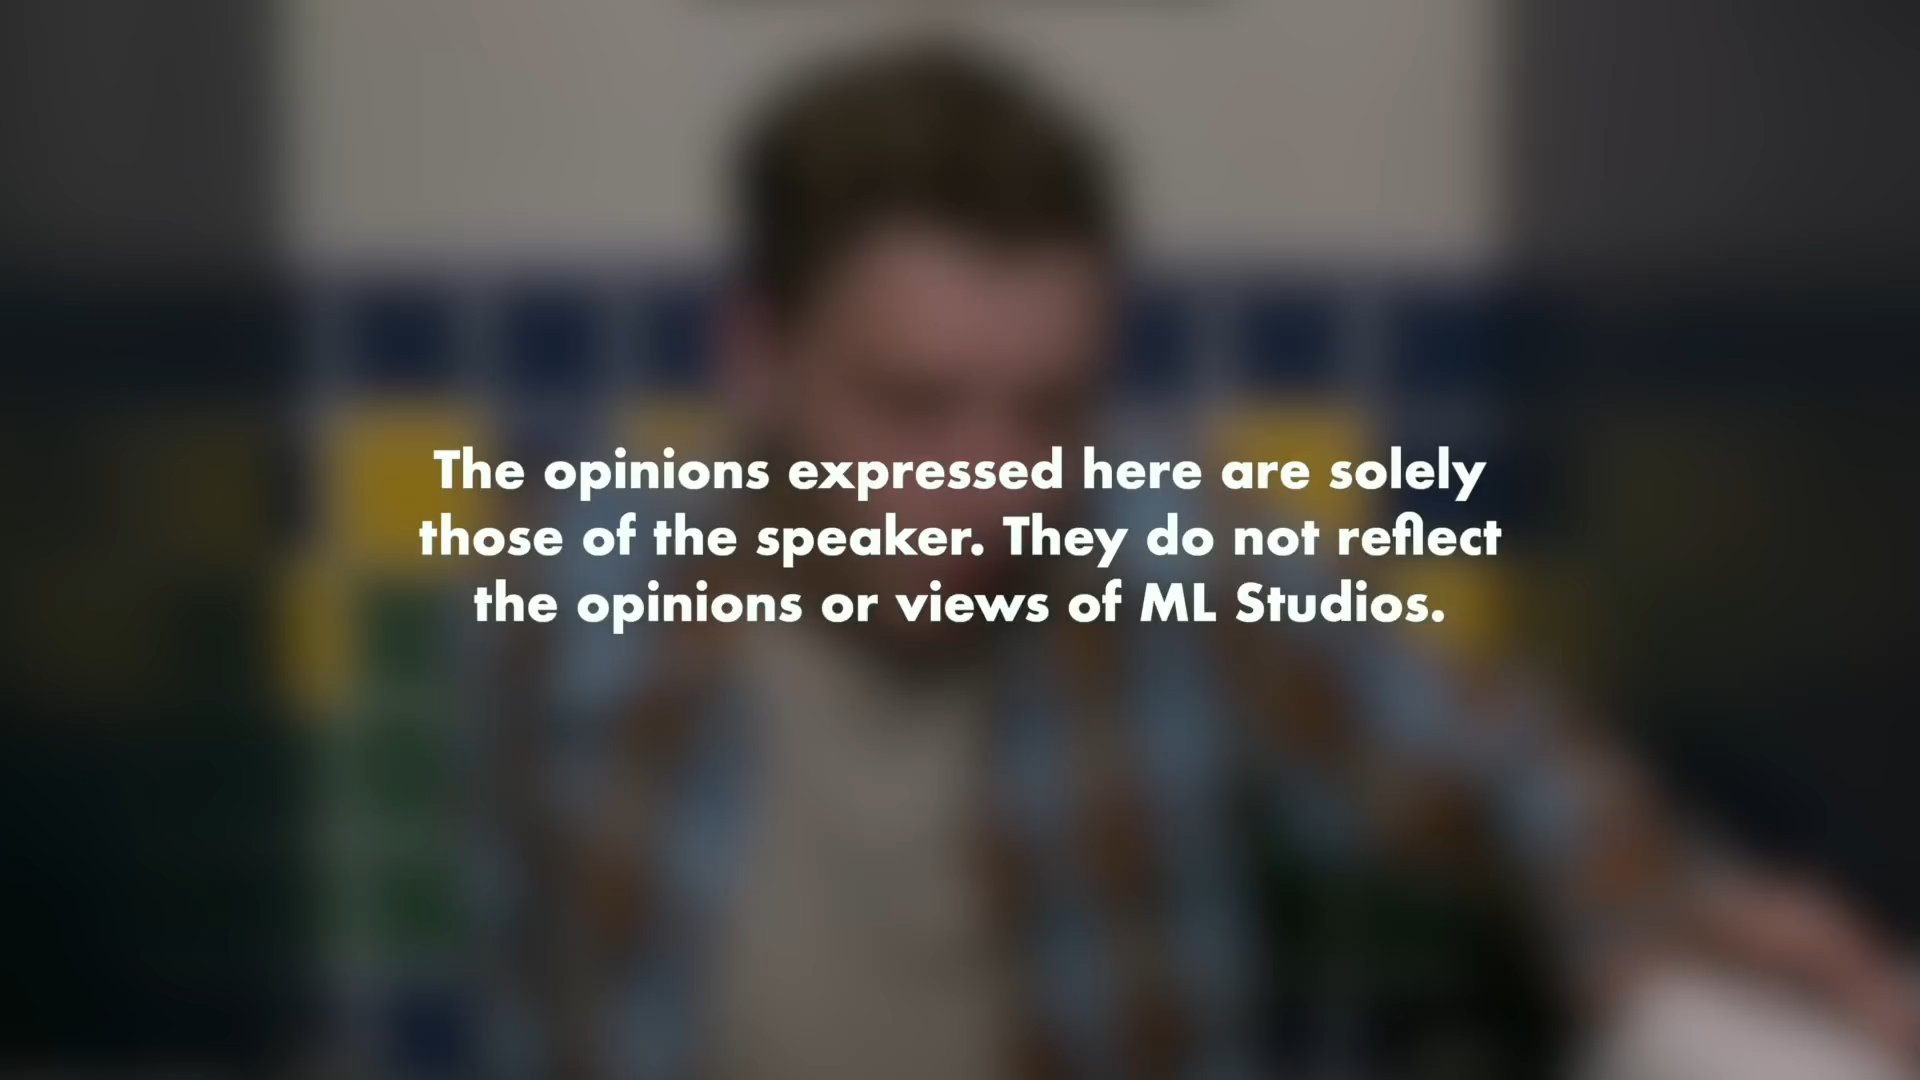 The opinions expressed here are solely
those of the speaker. They do not reflect
the opinions or views of ML Studios.